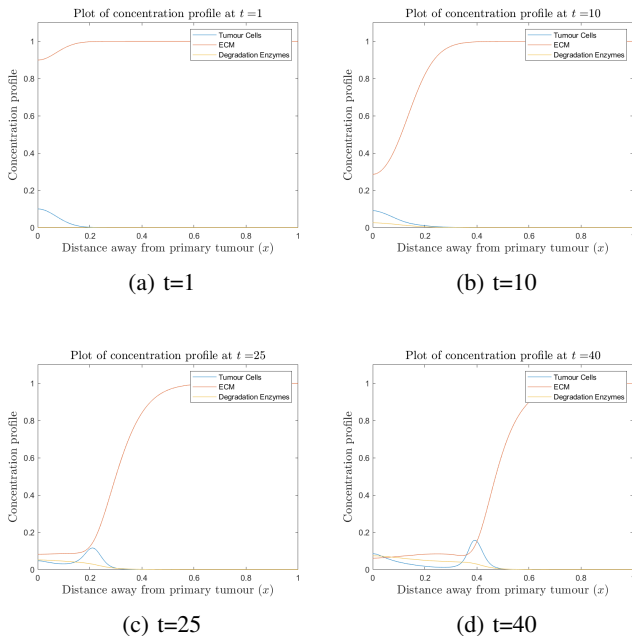 Plot of concentration profile at t =1
Concentration profile
1
0.8
0.6
0.4
0.2
0
0 0.2 0.4 0.6 0.8 1
Distance away from primary tumour (x)
Tumour Cells
ECM
Degradation Enzymes
(a) t=1
Plot of concentration profile at t =10
Concentration profile
1
0.8
0.6
0.4
0.2
0
0 0.2 0.4 0.6 0.8 1
Distance away from primary tumour (x)
Tumour Cells
ECM
Degradation Enzymes
(b) t=10
Plot of concentration profile at t =25
Concentration profile
1
0.8
0.6
0.4
0.2
0
0 0.2 0.4 0.6 0.8 1
Distance away from primary tumour (x)
Tumour Cells
ECM
Degradation Enzymes
(c) t=25
Plot of concentration profile at t =40
Concentration profile
1
0.8
0.6
0.4
0.2
0
0 0.2 0.4 0.6 0.8 1
Distance away from primary tumour (x)
Tumour Cells
ECM
Degradation Enzymes
(d) t=40